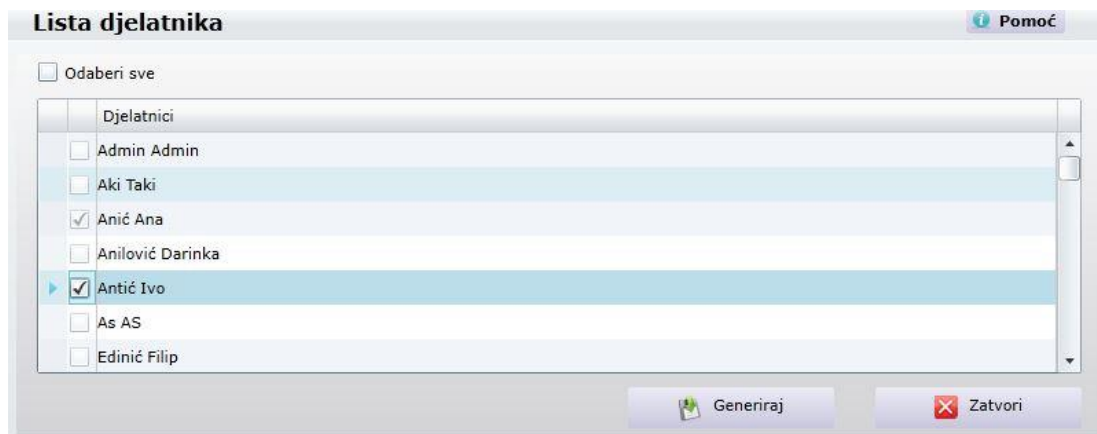 Lista djelatnika
Pomoć
Odaberi sve
Djelatnici
Admin Admin
Aki Taki
Anić Ana
Anilović Darinka
Antić Ivo
As AS
Edinić Filip
Generiraj
Zatvori